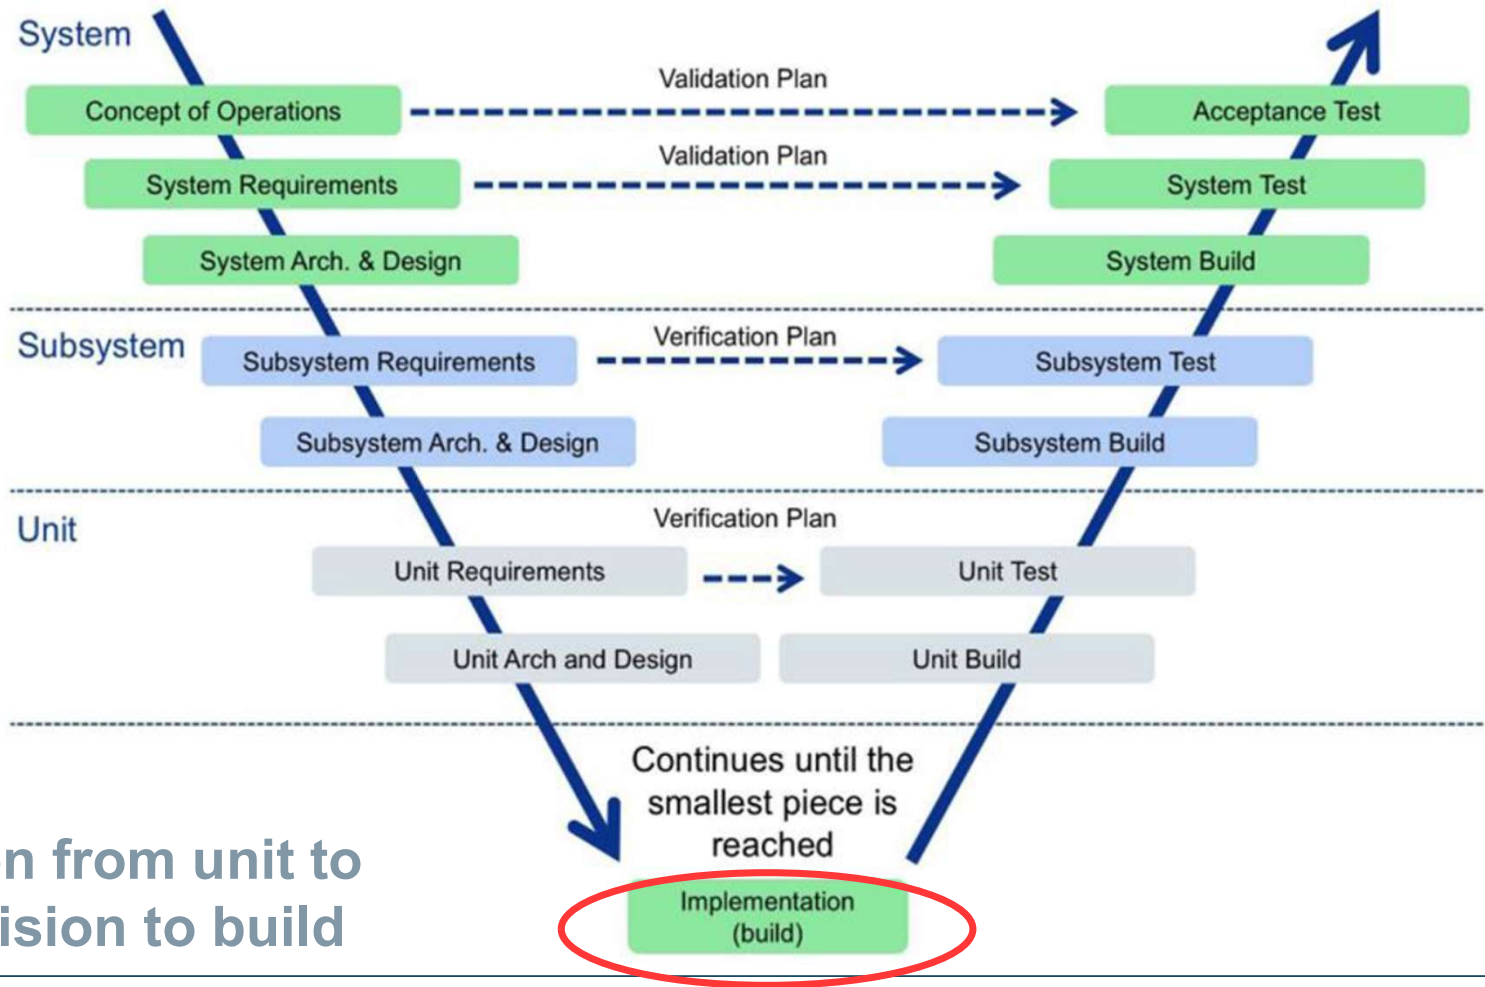 System
Validation Plan
Concept of Operations
Acceptance Test
Validation Plan
System Requirements
System Test
System Arch. & Design
System Build
Subsystem
Verification Plan
Subsystem Requirements
Subsystem Test
Subsystem Arch. & Design
Subsystem Build
Unit
Verification Plan
Unit Requirements
Unit Test
Unit Arch and Design
Unit Build
Continues until the
smallest piece is
reached
from unit to
to build
Implementation
(build)